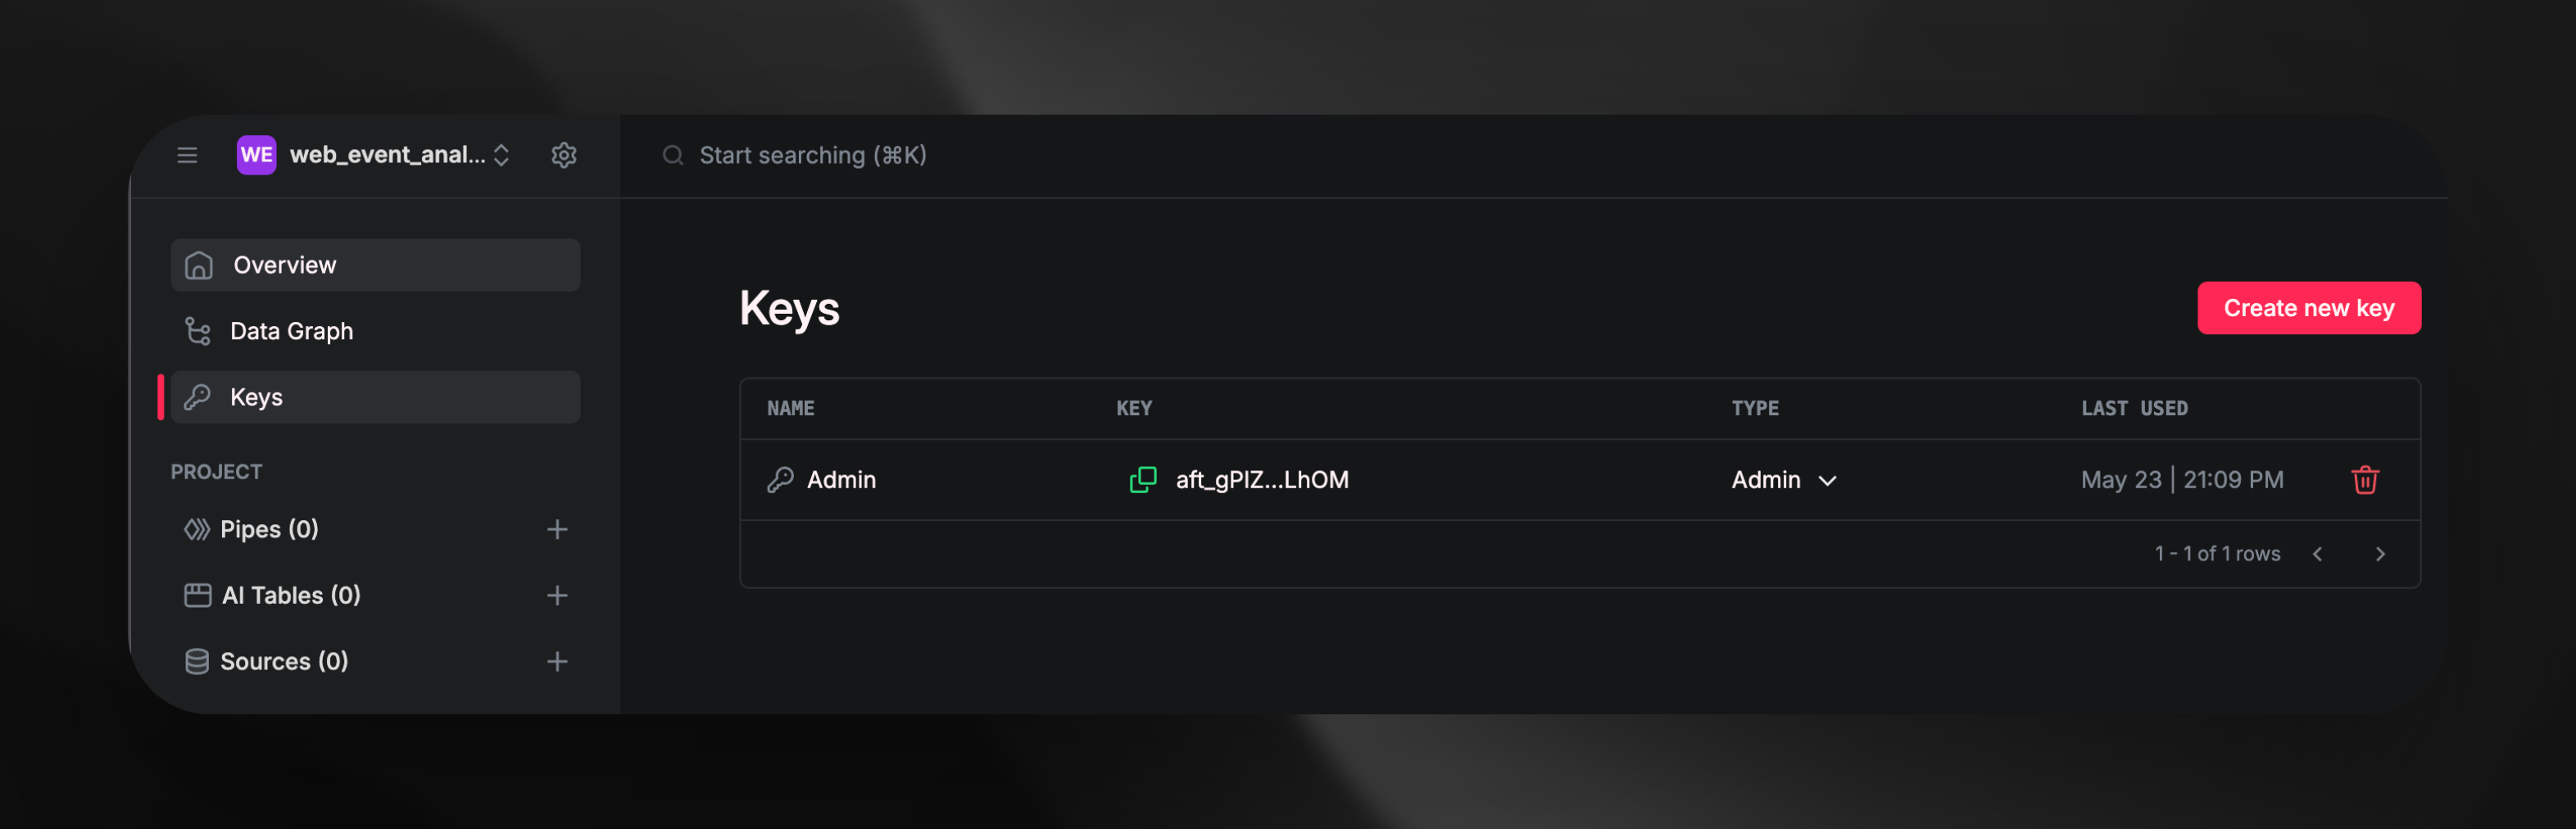 WE web_event_anal...
Start searching (⌘K)
Overview
Data Graph
Keys
PROJECT
Pipes (0)
AI Tables (0)
Sources (0)
Keys
Create new key
NAME KEY TYPE LAST USED
Admin aft_gPIZ...LhOM Admin May 23 | 21:09 PM
1 - 1 of 1 rows